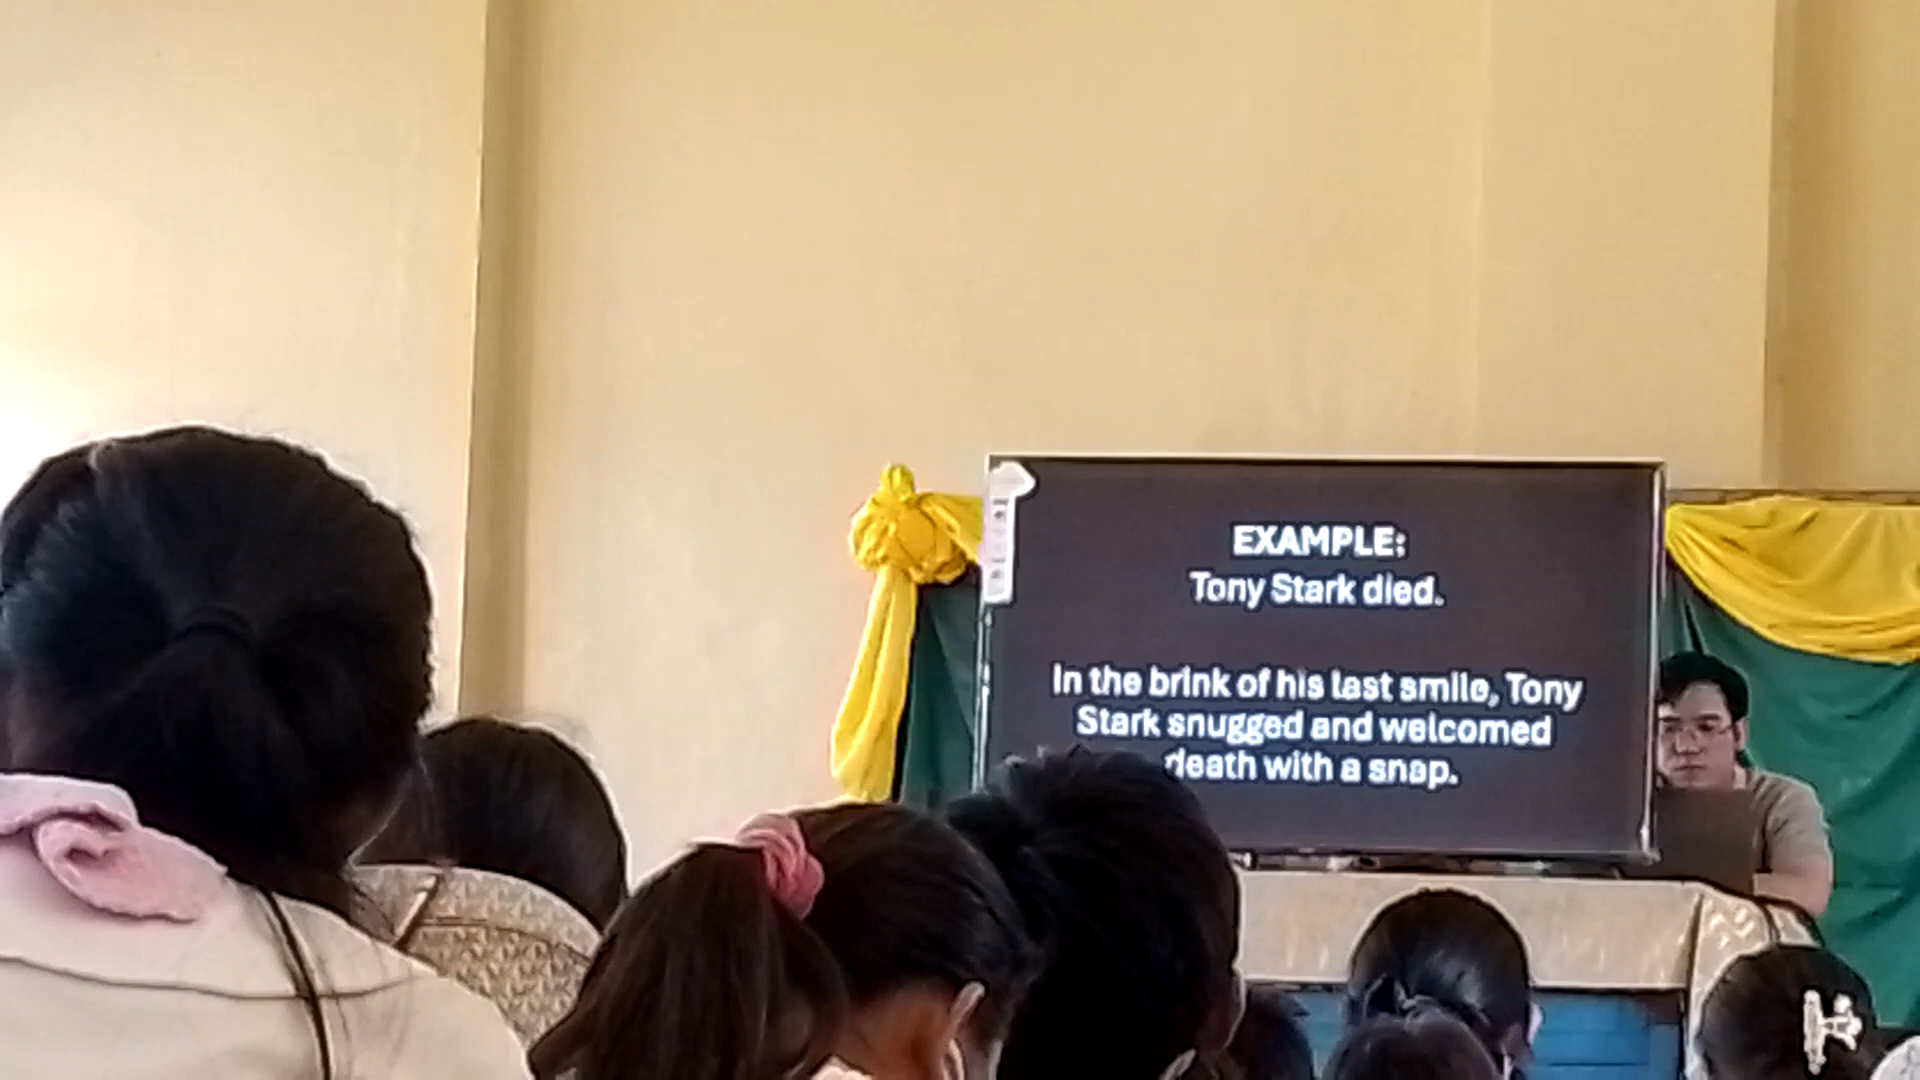 EXAMPLE:
Tony Stark died.
In the brink of his last smile, Tony
Stark snugged and welcomed
death with a snap.